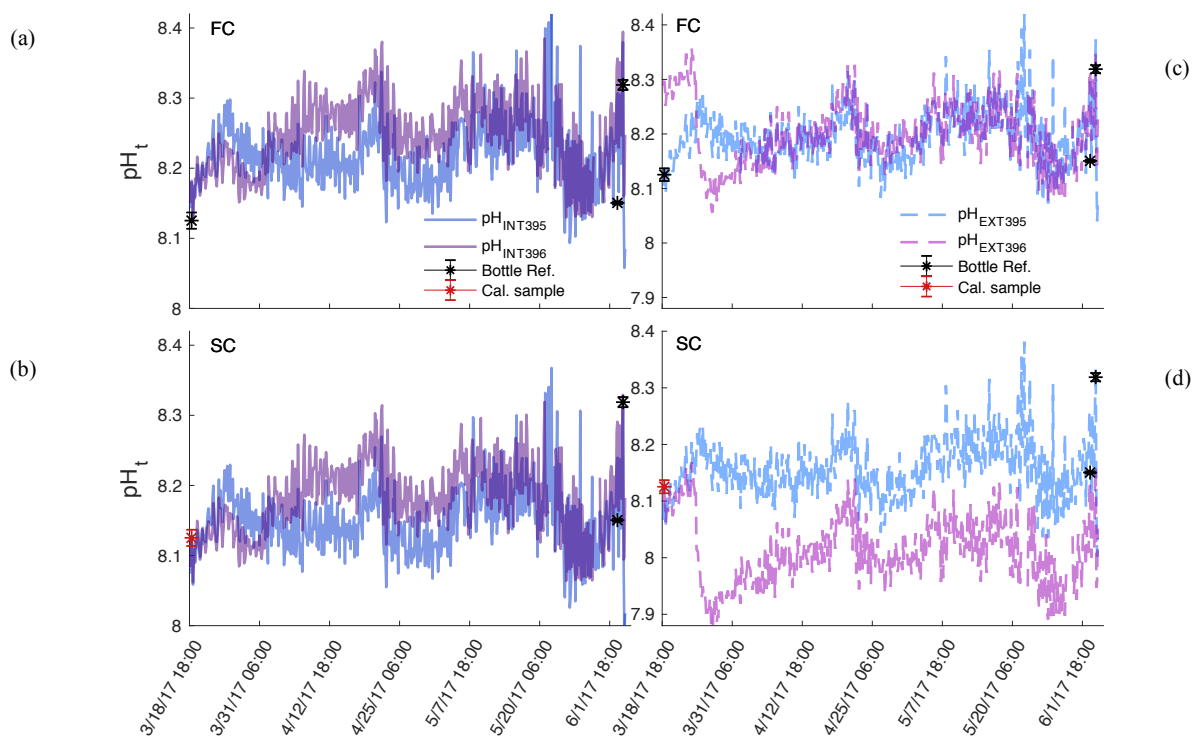 (a)
FC
8.4
8.3
8.2
8.1
8
pHt
pHINT395
pHINT396
Bottle Ref.
Cal. sample
(c)
FC
8.4
8.3
8.2
8.1
8
7.9
pHEXT395
pHEXT396
Bottle Ref.
Cal. sample
(b)
SC
8.4
8.3
8.2
8.1
8
pHt
3/18/17 18:00
3/31/17 06:00
4/12/17 18:00
4/25/17 06:00
5/7/17 18:00
5/20/17 06:00
6/1/17 18:00
(d)
SC
8.4
8.3
8.2
8.1
8
7.9
3/18/17 18:00
3/31/17 06:00
4/12/17 18:00
4/25/17 06:00
5/7/17 18:00
5/20/17 06:00
6/1/17 18:00